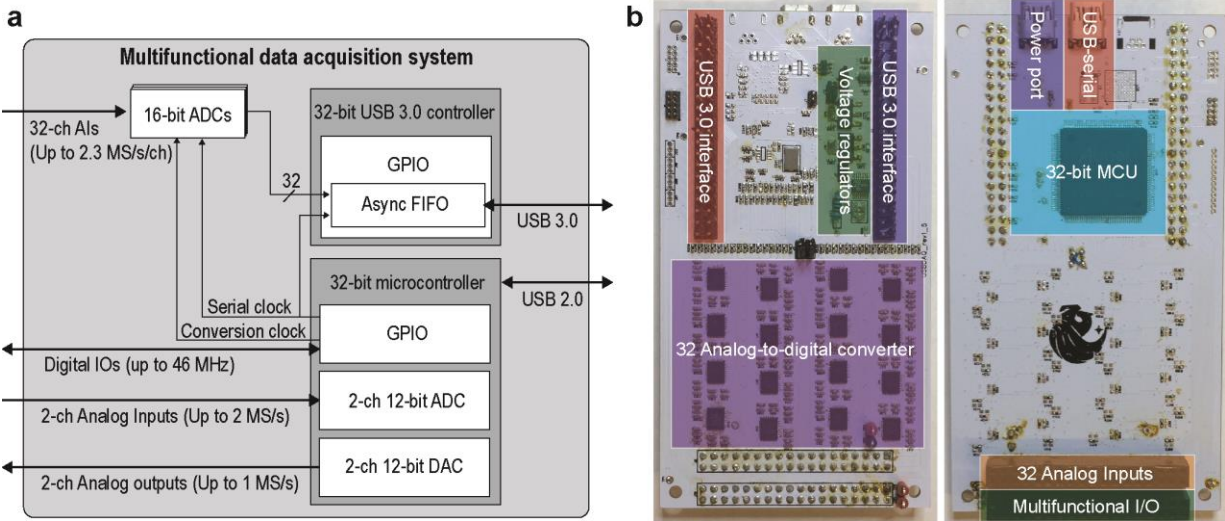 a
Multifunctional data acquisition system
16-bit ADCs
32-ch AIs
(Up to 2.3 MS/s/ch)
32-bit USB 3.0 controller
GPIO
32
Async FIFO
USB 3.0
32-bit microcontroller
USB 2.0
Serial clock
Conversion clock
GPIO
Digital IOs (up to 46 MHz)
2-ch 12-bit ADC
2-ch Analog Inputs (Up to 2 MS/s)
2-ch 12-bit DAC
2-ch Analog outputs (Up to 1 MS/s)
b
USB 3.0 interface
Voltage regulators
USB 3.0 interface
32 Analog-to-digital converter
Power port
USB-serial
32-bit MCU
32 Analog Inputs
Multifunctional I/O